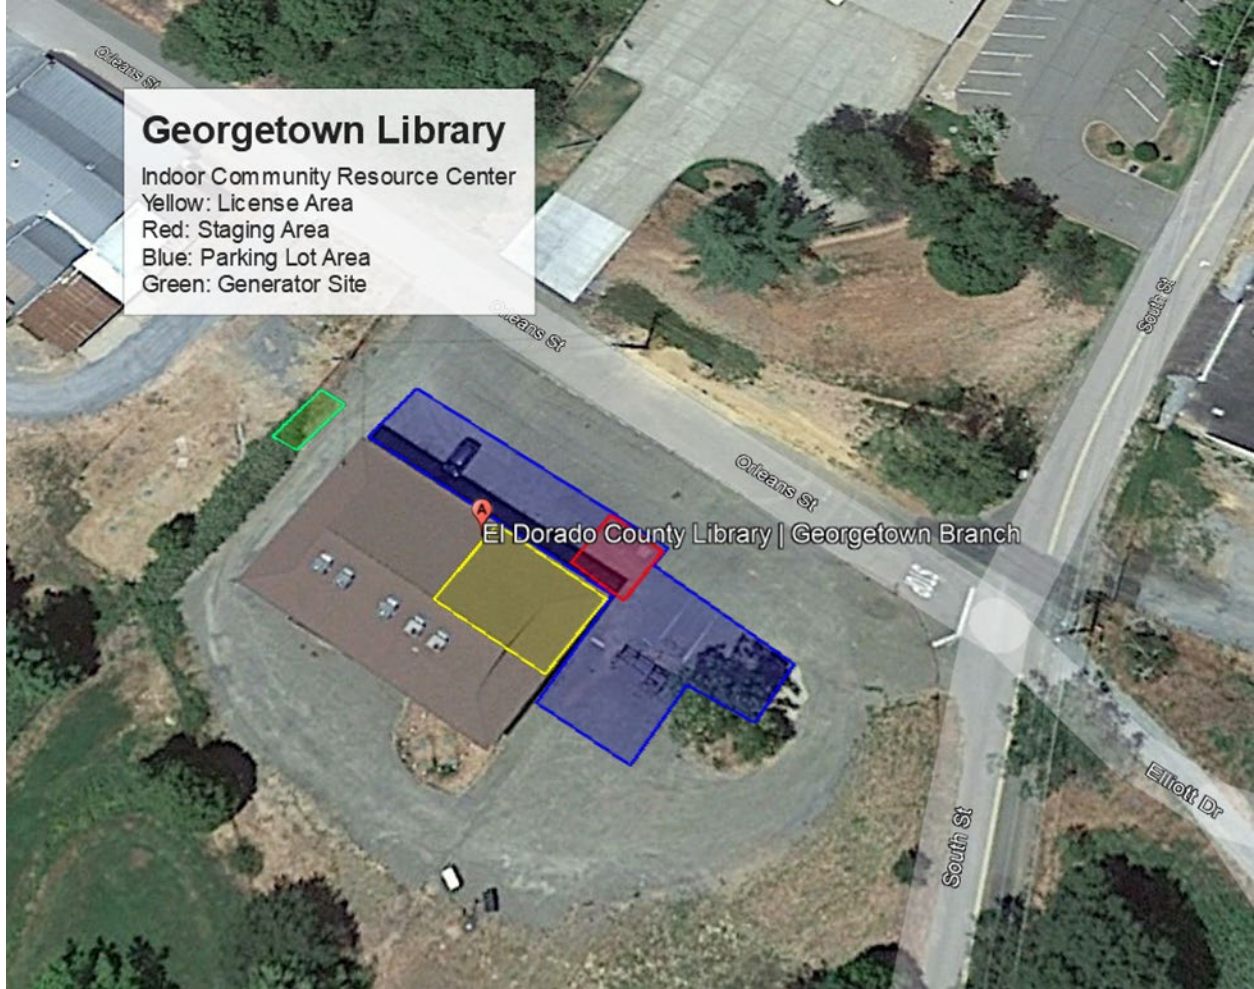 Orleans St
Georgetown Library
Indoor Community Resource Center
Yellow: License Area
Red: Staging Area
Blue: Parking Lot Area
Green: Generator Site
Orleans St
South St
Orleans St
A
El Dorado County Library | Georgetown Branch
STOP
Elliott Dr
South St